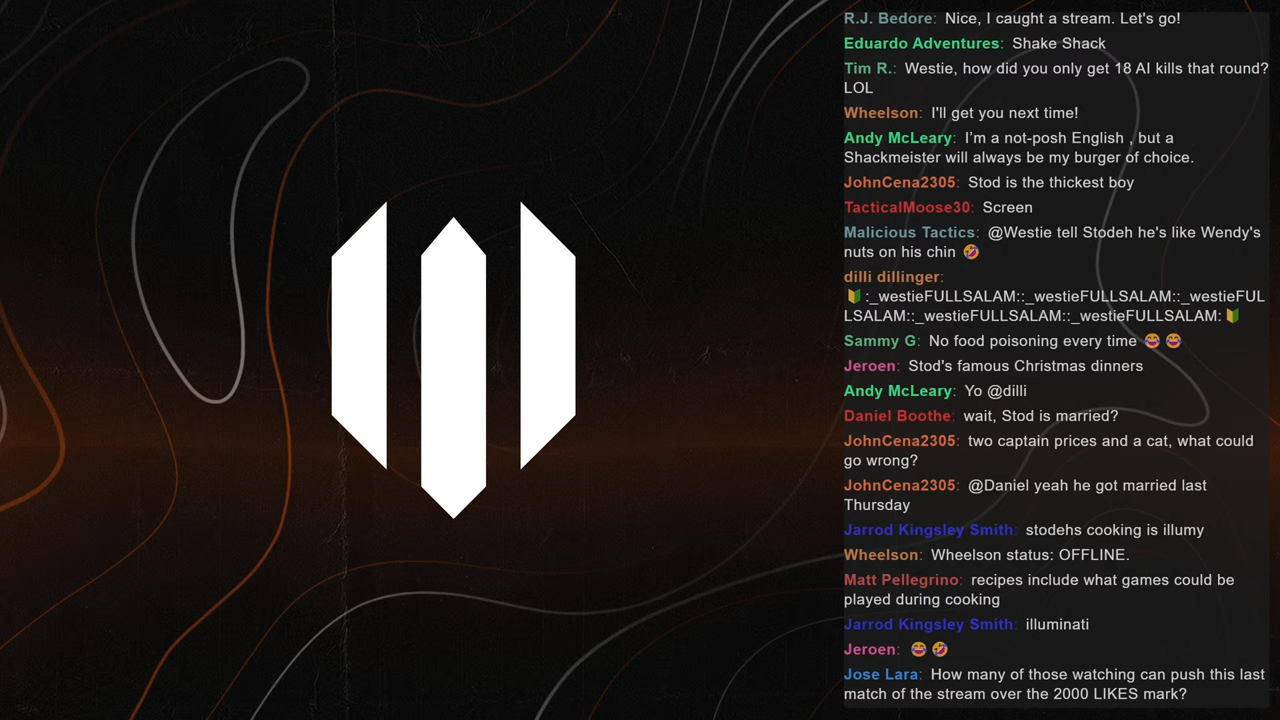 R.J. Bedore: Nice, I caught a stream. Let's go!
Eduardo Adventures: Shake Shack
Tim R.: Westie, how did you only get 18 AI kills that round?
LOL
Wheelson: I'll get you next time!
Andy McLeary: I'm a not-posh English , but a
Shackmeister will always be my burger of choice.
JohnCena2305: Stod is the thickest boy
TacticalMoose30: Screen
Malicious Tactics: @Westie tell Stodeh he's like Wendy's
nuts on his chin 🤣
dilli dillinger:
🔰:_westieFULLSALAM::_westieFULLSALAM::_westieFUL
LSALAM::_westieFULLSALAM::_westieFULLSALAM:🔰
Sammy G: No food poisoning every time 😂 😂
Jeroen: Stod's famous Christmas dinners
Andy McLeary: Yo @dilli
Daniel Boothe: wait, Stod is married?
JohnCena2305: two captain prices and a cat, what could
go wrong?
JohnCena2305: @Daniel yeah he got married last
Thursday
Jarrod Kingsley Smith: stodehs cooking is illumy
Wheelson: Wheelson status: OFFLINE.
Matt Pellegrino: recipes include what games could be
played during cooking
Jarrod Kingsley Smith: illuminati
Jeroen: 😂 🤣
Jose Lara: How many of those watching can push this last
match of the stream over the 2000 LIKES mark?